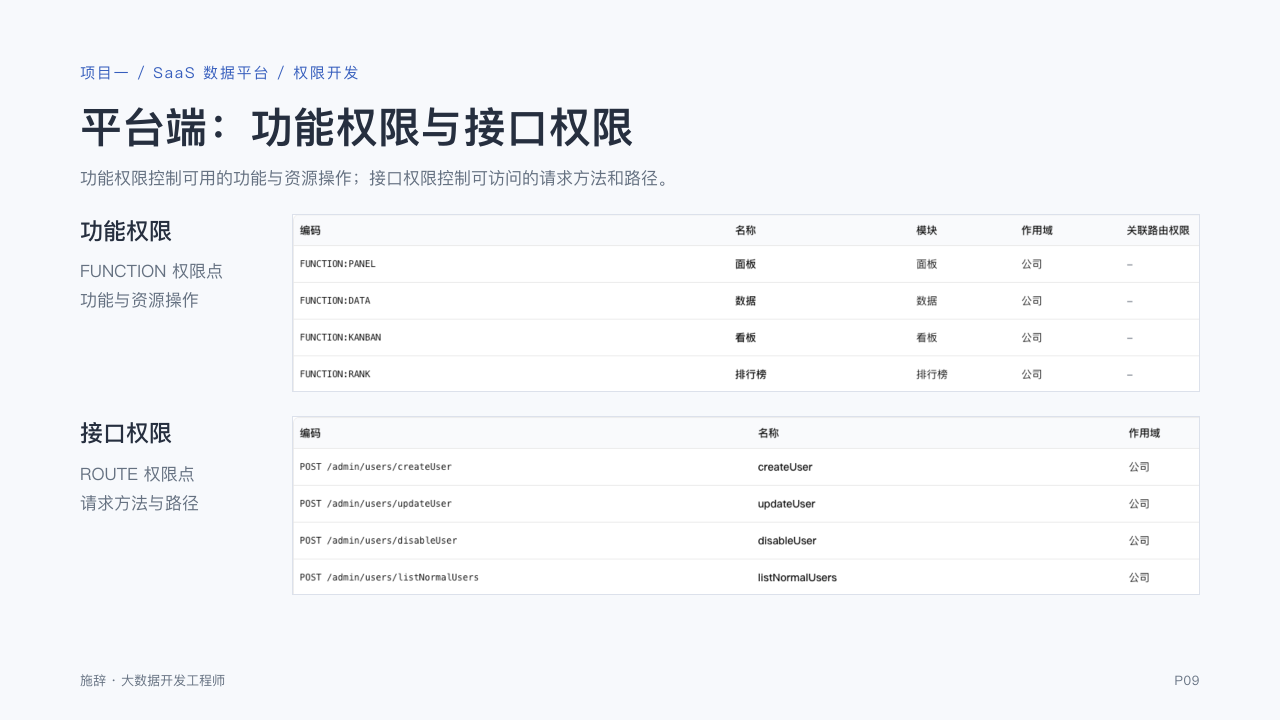 项目一 / SaaS 数据平台 / 权限开发
平台端：功能权限与接口权限
功能权限控制可用的功能与资源操作；接口权限控制可访问的请求方法和路径。
功能权限
FUNCTION 权限点
功能与资源操作
编码 名称 模块 作用域 关联路由权限
FUNCTION:PANEL 面板 面板 公司 –
FUNCTION:DATA 数据 数据 公司 –
FUNCTION:KANBAN 看板 看板 公司 –
FUNCTION:RANK 排行榜 排行榜 公司 –
接口权限
ROUTE 权限点
请求方法与路径
编码 名称 作用域
POST /admin/users/createUser createUser 公司
POST /admin/users/updateUser updateUser 公司
POST /admin/users/disableUser disableUser 公司
POST /admin/users/listNormalUsers listNormalUsers 公司
施辞 · 大数据开发工程师
P09